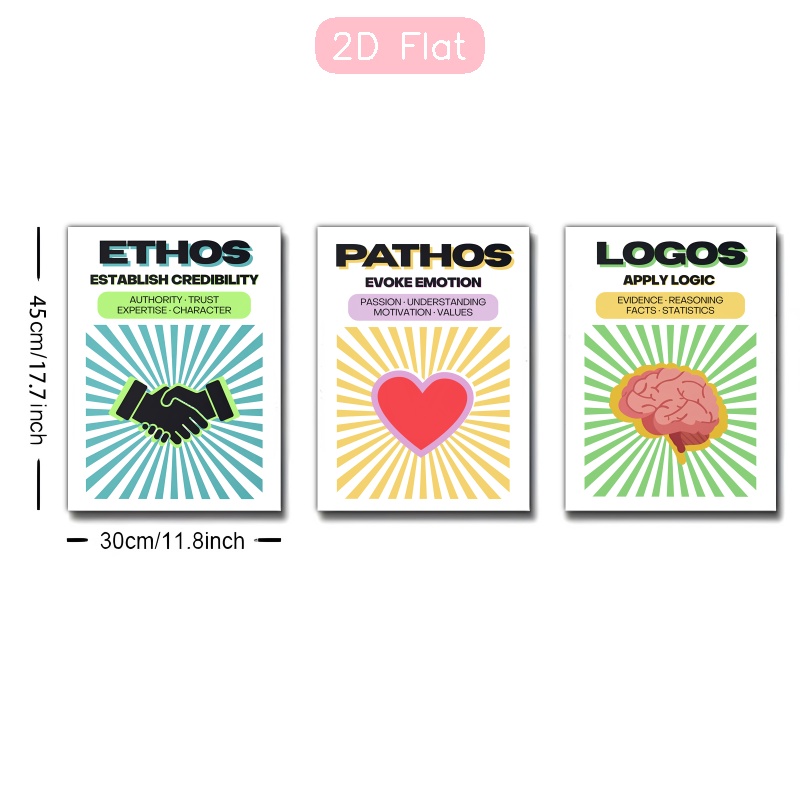 2D Flat
ETHOS
ESTABLISH CREDIBILITY
AUTHORITY · TRUST
EXPERTISE · CHARACTER
PATHOS
EVOKE EMOTION
PASSION · UNDERSTANDING
MOTIVATION · VALUES
LOGOS
APPLY LOGIC
EVIDENCE · REASONING
FACTS · STATISTICS
45cm/17.7inch
30cm/11.8inch